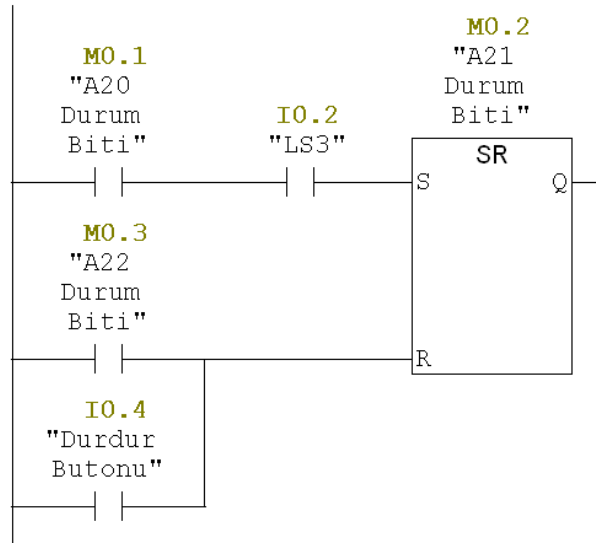 M0.1
"A20
Durum
Biti"
I0.2
"LS3"
M0.2
"A21
Durum
Biti"
SR
S
Q
M0.3
"A22
Durum
Biti"
R
I0.4
"Durdur
Butonu"